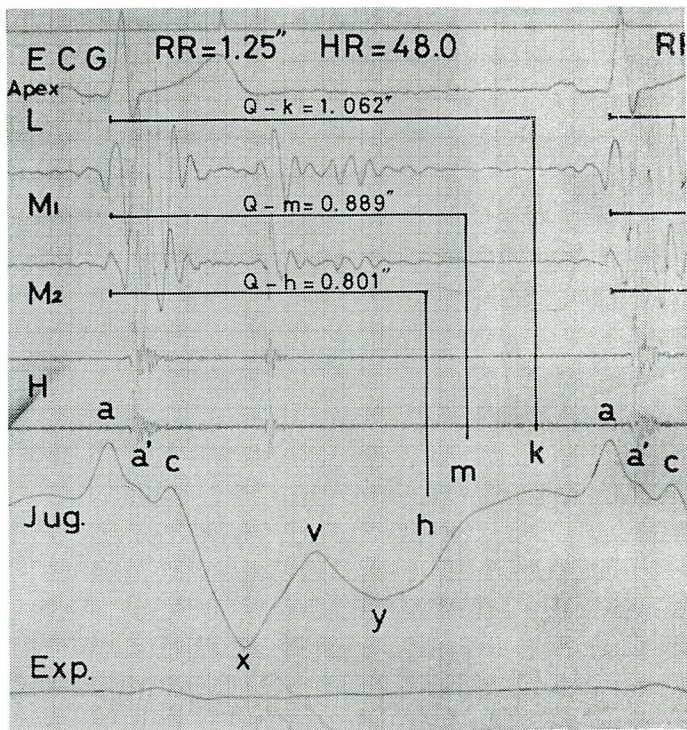 ECG RR=1.25" HR=48.0
Apex
L Q-k=1.062"
M1 Q-m=0.889"
M2 Q-h=0.801"
H
a a' c m k a a' c
Jug. v h
y
x
Exp.